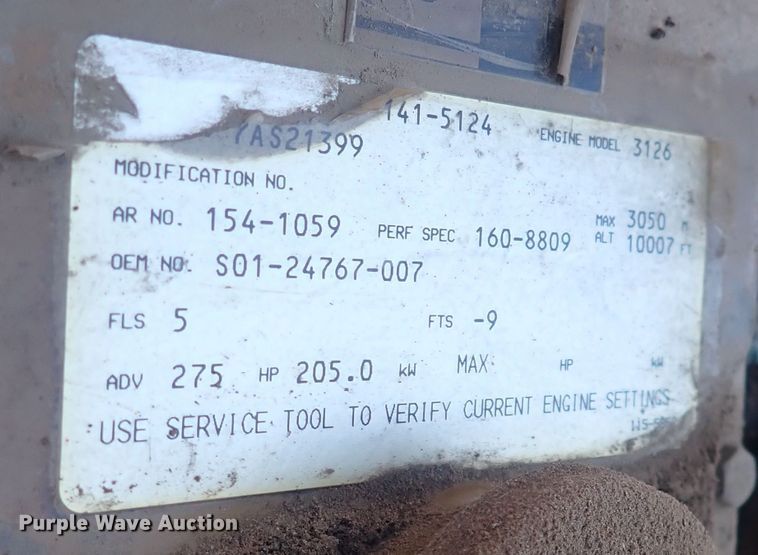 141-5124 ENGINE MODEL 3126
7AS21399
MODIFICATION NO.
AR NO. 154-1059 PERF SPEC 160-8809 MAX ALT 3050 M 10007 FT
OEM NO. S01-24767-007
FLS 5 FTS -9
ADV 275 HP 205.0 kW MAX HP kW
USE SERVICE TOOL TO VERIFY CURRENT ENGINE SETTINGS
Purple Wave Auction